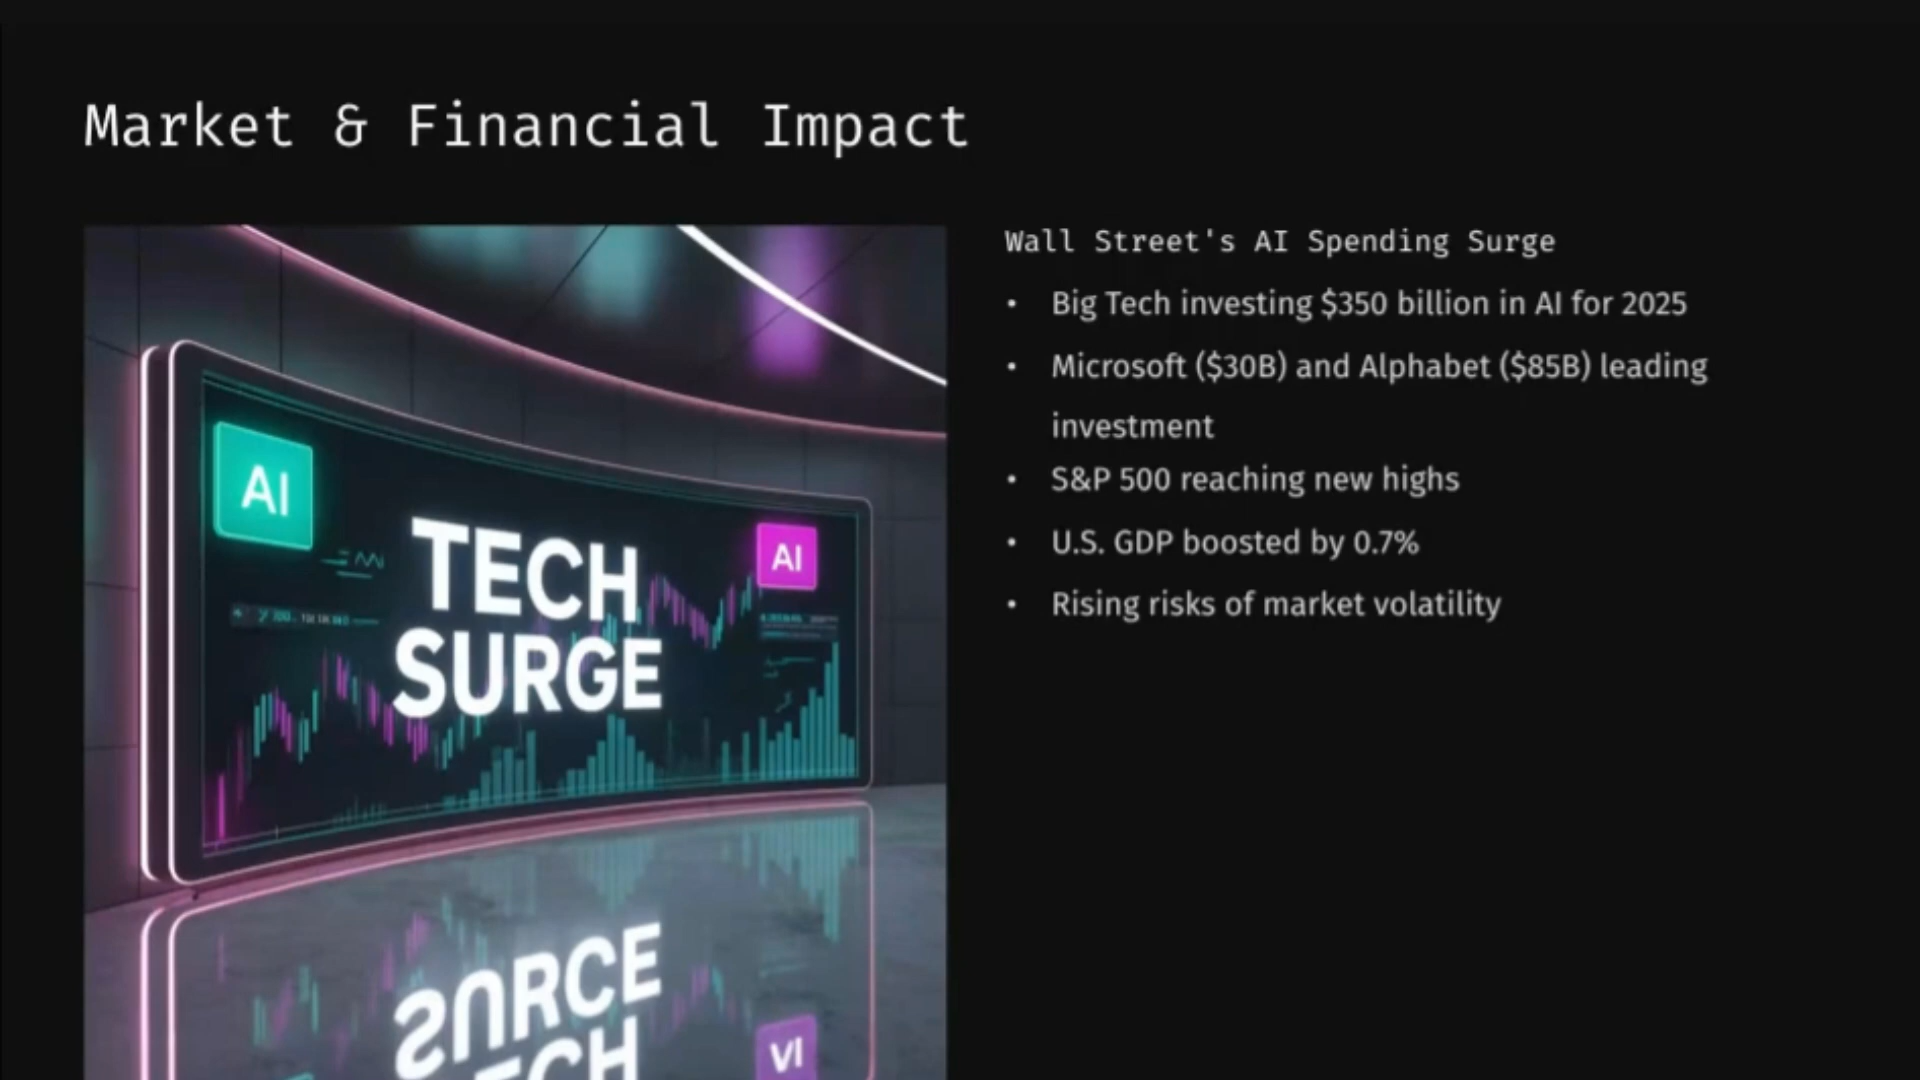 Market & Financial Impact
Wall Street's AI Spending Surge
• Big Tech investing $350 billion in AI for 2025
• Microsoft ($30B) and Alphabet ($85B) leading
investment
• S&P 500 reaching new highs
• U.S. GDP boosted by 0.7%
• Rising risks of market volatility
AI
TECH
AI
SURGE